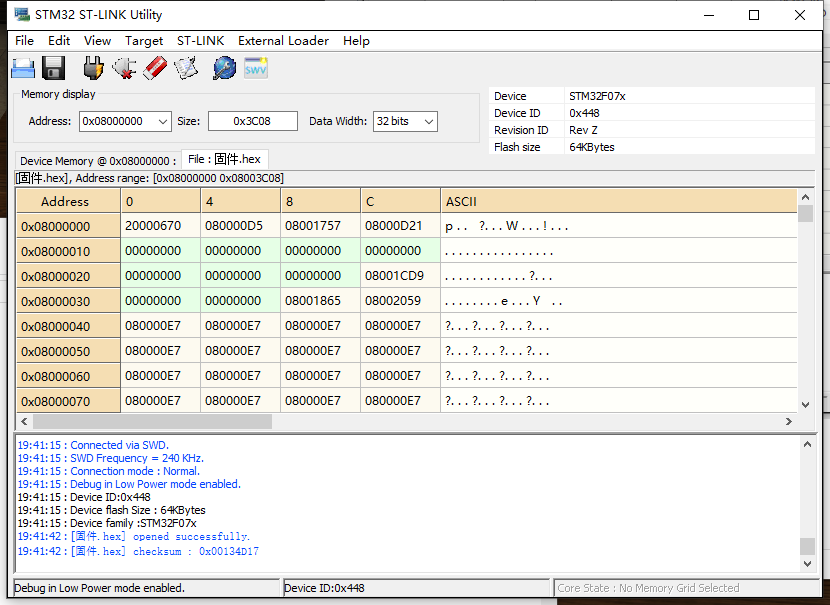 STM32 ST-LINK Utility
File Edit View Target ST-LINK External Loader Help
SWV
Memory display
Address: 0x08000000 Size: 0x3C08 Data Width: 32 bits
Device STM32F07x
Device ID 0x448
Revision ID Rev Z
Flash size 64KBytes
Device Memory @ 0x08000000 : File : 固件.hex
[固件.hex], Address range: [0x08000000 0x08003C08]
Address 0 4 8 C ASCII
0x08000000 20000670 080000D5 08001757 08000D21 p.. ?...W...!...
0x08000010 00000000 00000000 00000000 00000000 ................
0x08000020 00000000 00000000 00000000 08001CD9 ............?...
0x08000030 00000000 00000000 08001865 08002059 ........e...Y ..
0x08000040 080000E7 080000E7 080000E7 080000E7 ?...?...?...?...
0x08000050 080000E7 080000E7 080000E7 080000E7 ?...?...?...?...
0x08000060 080000E7 080000E7 080000E7 080000E7 ?...?...?...?...
0x08000070 080000E7 080000E7 080000E7 080000E7 ?...?...?...?...
19:41:15 : Connected via SWD.
19:41:15 : SWD Frequency = 240 KHz.
19:41:15 : Connection mode : Normal.
19:41:15 : Debug in Low Power mode enabled.
19:41:15 : Device ID:0x448
19:41:15 : Device flash Size : 64KBytes
19:41:15 : Device family :STM32F07x
19:41:42 : [固件.hex] opened successfully.
19:41:42 : [固件.hex] checksum : 0x00134D17
Debug in Low Power mode enabled. Device ID:0x448 Core State : No Memory Grid Selected